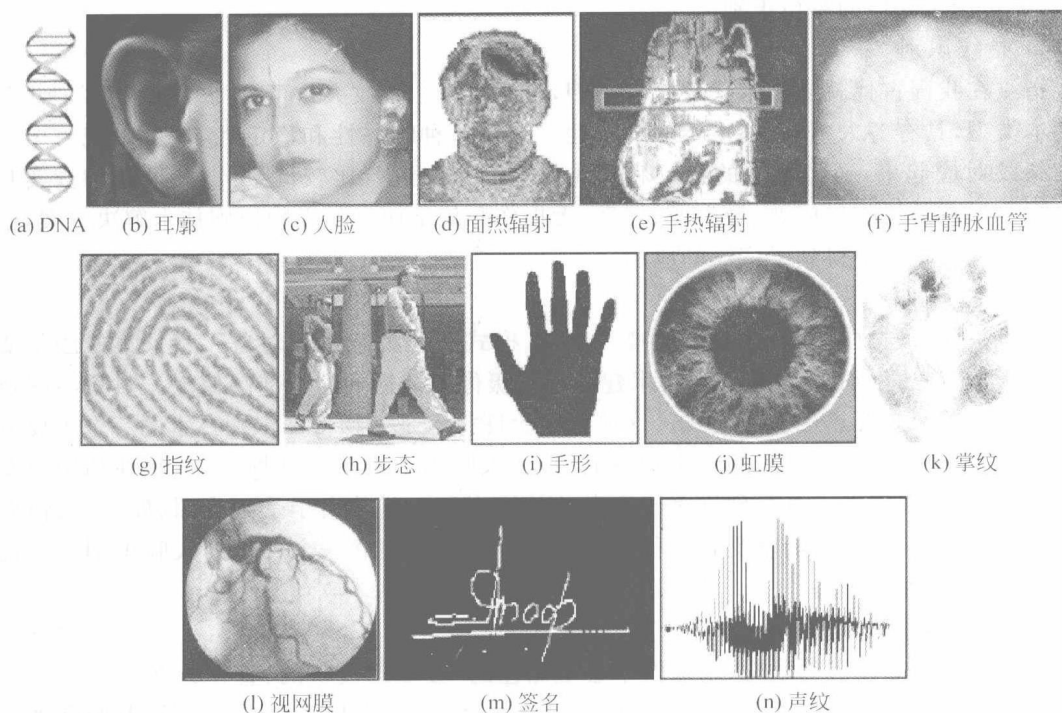 (a) DNA (b) 耳廓 (c) 人脸 (d) 面热辐射 (e) 手热辐射 (f) 手背静脉血管
(g) 指纹 (h) 步态 (i) 手形 (j) 虹膜 (k) 掌纹
(l) 视网膜 (m) 签名 (n) 声纹